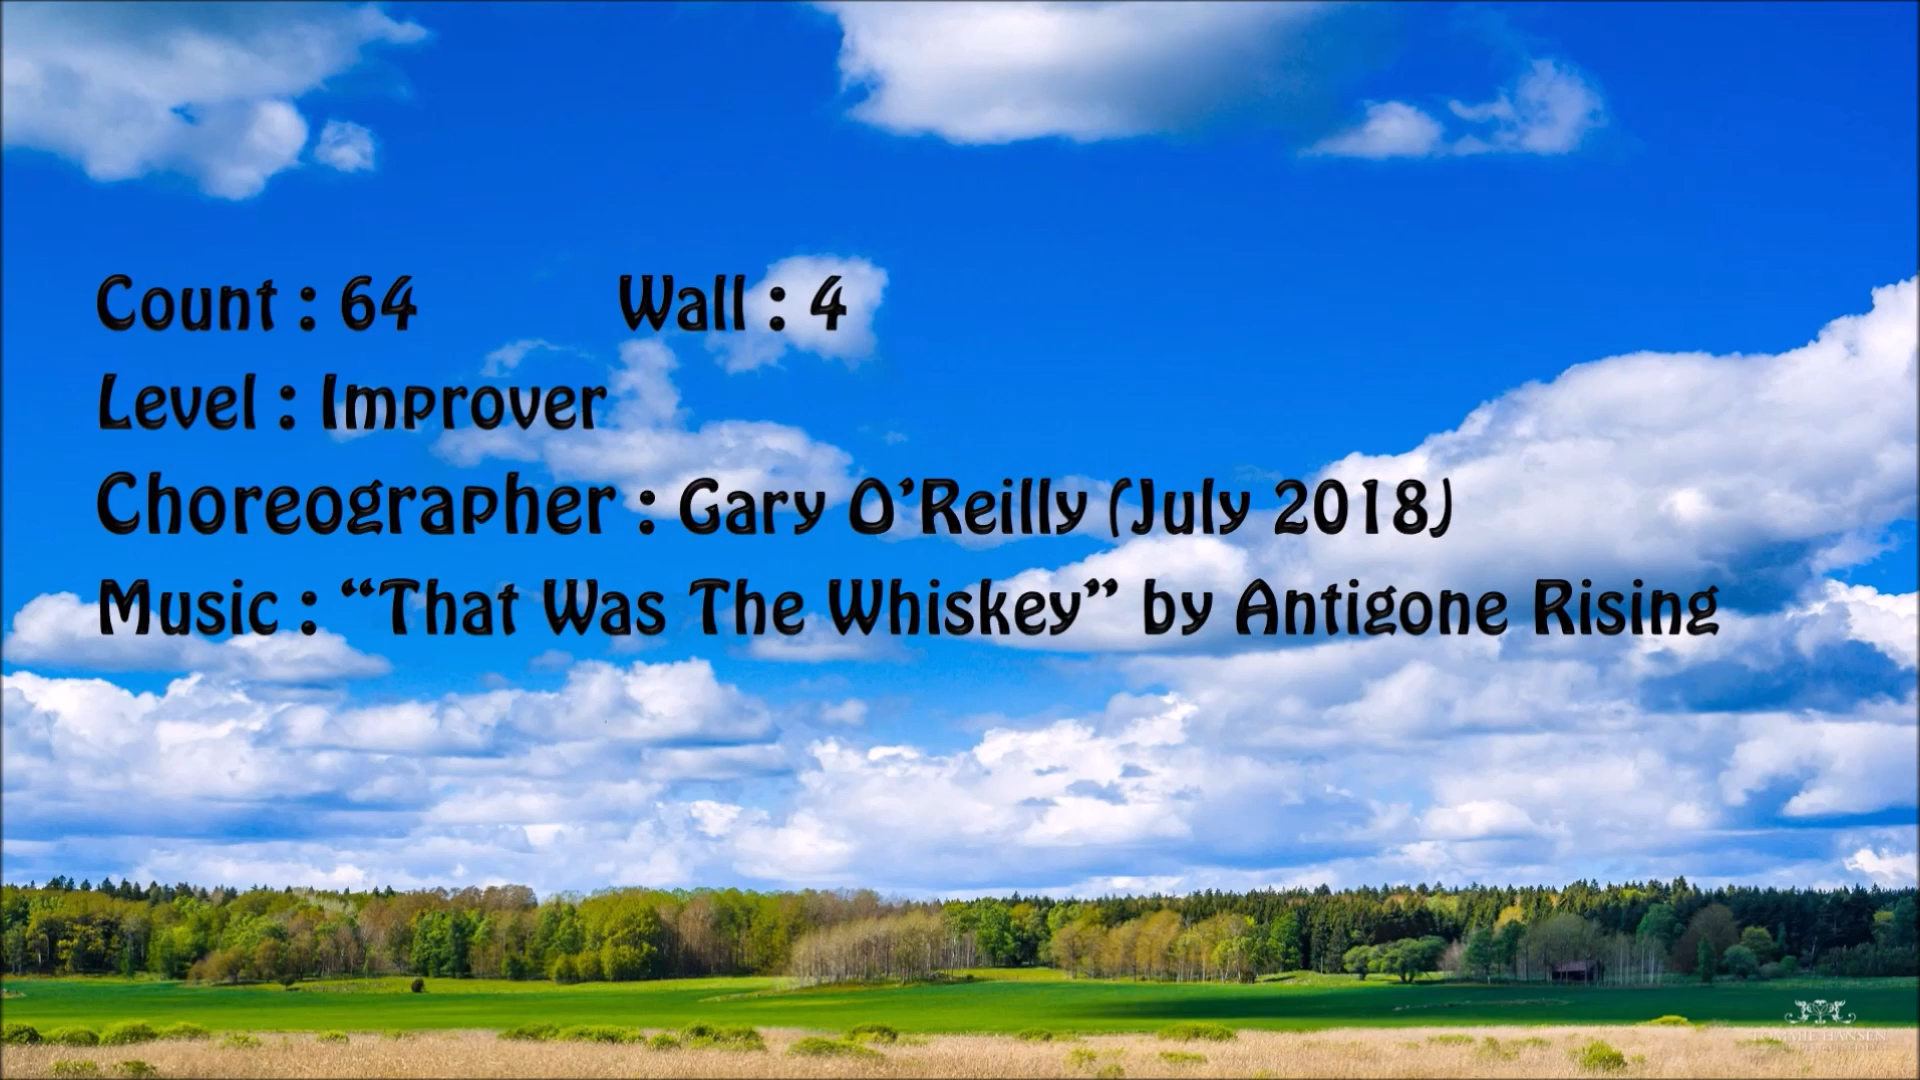 Count : 64 Wall : 4
Level : Improver
Choreographer : Gary O’Reilly (July 2018)
Music : “That Was The Whiskey” by Antigone Rising